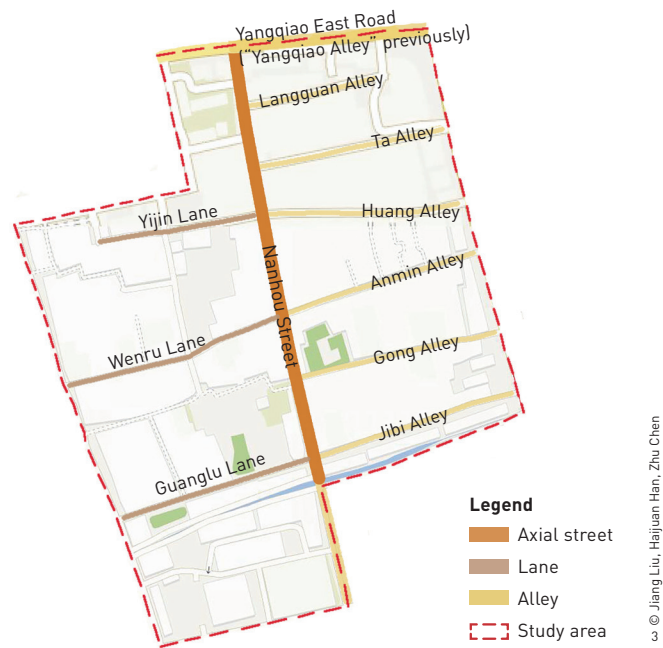 Yangqiao East Road
("Yangqiao Alley" previously)
Langguan Alley
Ta Alley
Yijin Lane
Huang Alley
Nanhou Street
Anmin Alley
Wenru Lane
Gong Alley
Jibi Alley
Guanglu Lane
Legend
Axial street
Lane
Alley
Study area
© Jiang Liu, Haijuan Han, Zhu Chen
3